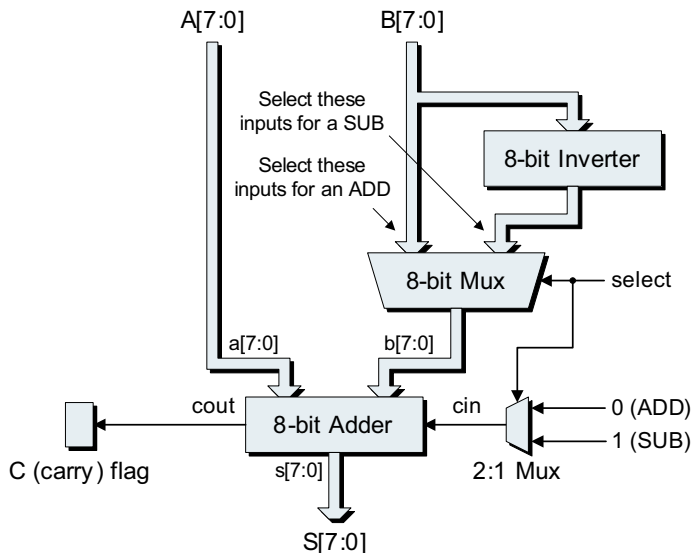 A[7:0]
B[7:0]
Select these
inputs for a SUB
8-bit Inverter
Select these
inputs for an ADD
8-bit Mux
select
a[7:0]
b[7:0]
cout
8-bit Adder
cin
0 (ADD)
1 (SUB)
C (carry) flag
s[7:0]
2:1 Mux
S[7:0]